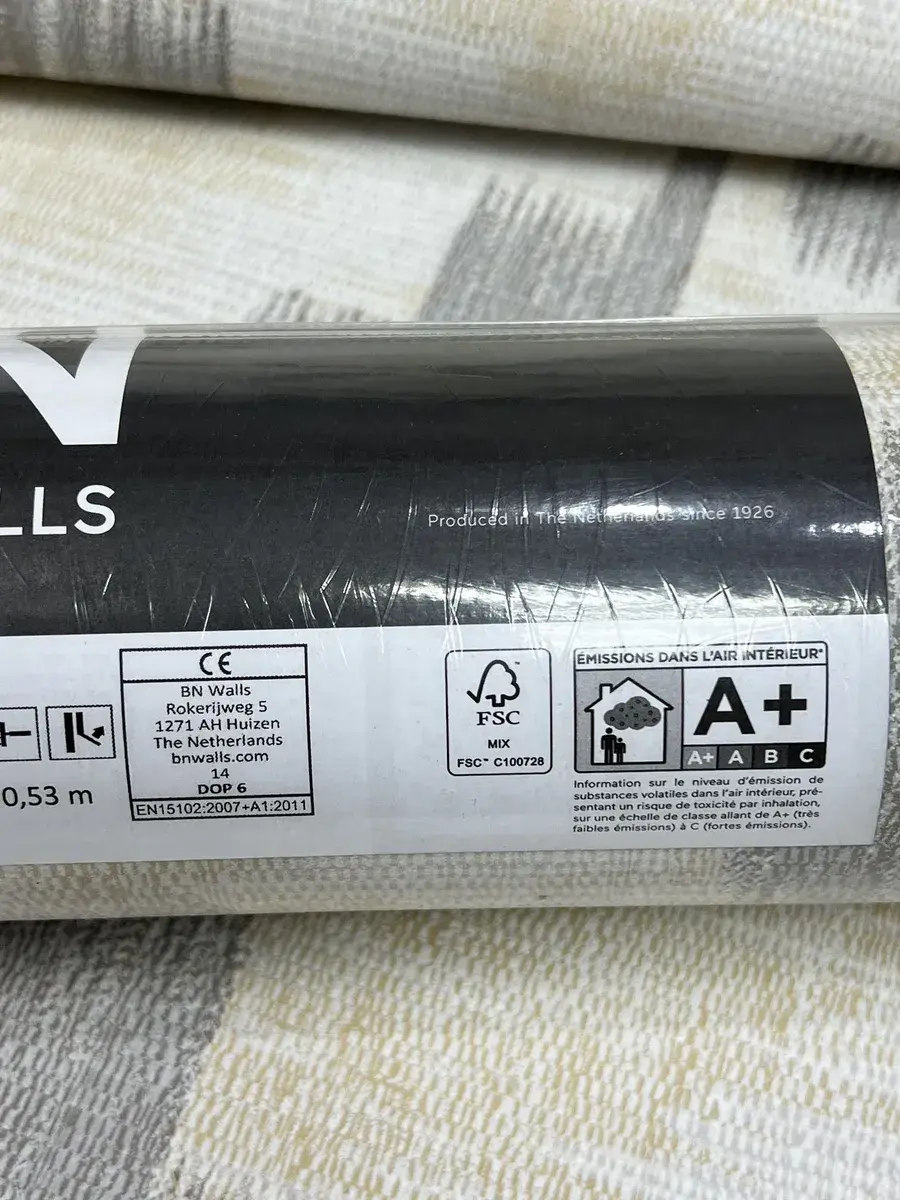 LLS
Produced in The Netherlands since 1926
CE
BN Walls
Rokerijweg 5
1271 AH Huizen
The Netherlands
bnwalls.com
14
DOP 6
EN15102:2007+A1:2011
0,53 m
FSC
MIX
FSC™ C100728
ÉMISSIONS DANS L'AIR INTÉRIEUR*
A+
A+ A B C
Information sur le niveau d'émission de
substances volatiles dans l'air intérieur, pré-
sentant un risque de toxicité par inhalation,
sur une échelle de classe allant de A+ (très
faibles émissions) à C (fortes émissions).